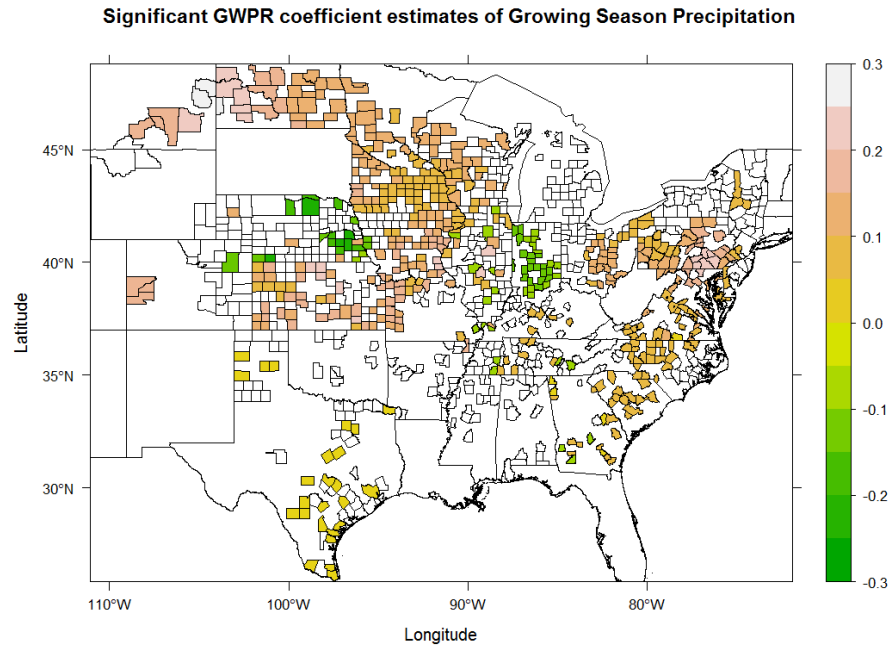 Significant GWPR coefficient estimates of Growing Season Precipitation
45°N
40°N
35°N
30°N
Latitude
110°W
100°W
90°W
80°W
Longitude
0.3
0.2
0.1
0.0
-0.1
-0.2
-0.3